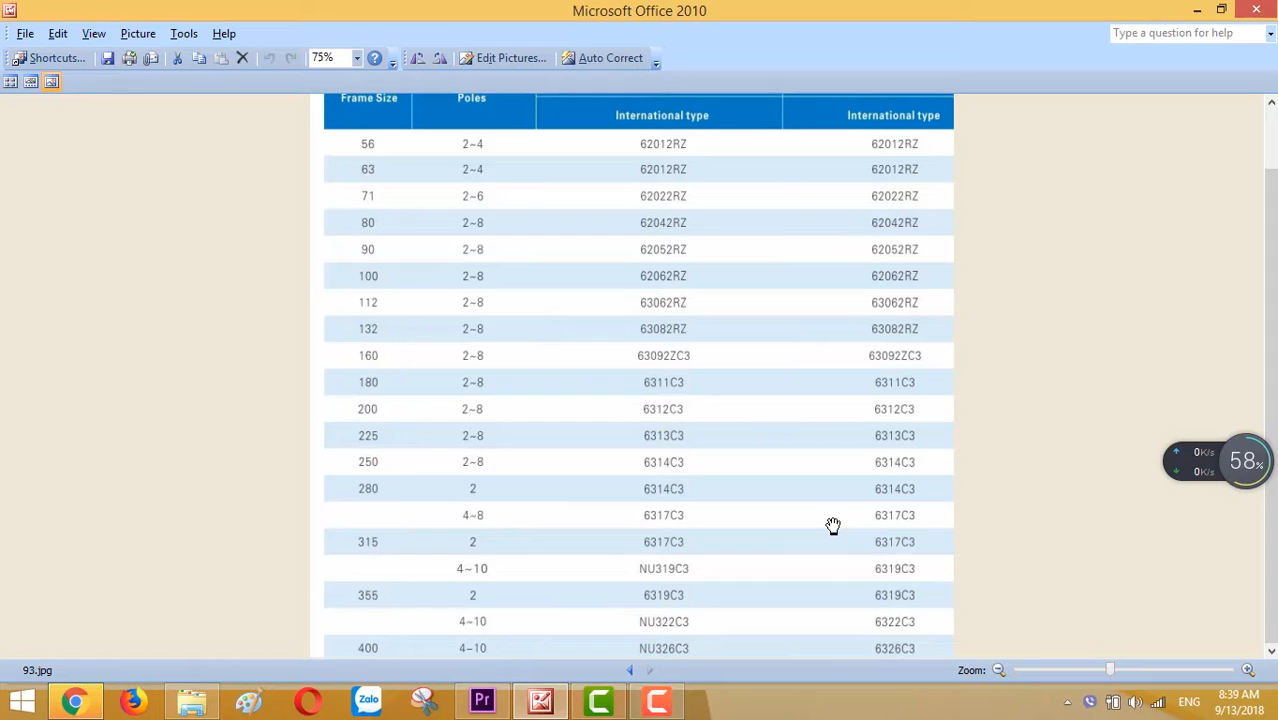 Microsoft Office 2010
File Edit View Picture Tools Help
Type a question for help
Shortcuts... 75% Edit Pictures... Auto Correct
Frame Size Poles
International type International type
56 2~4 62012RZ 62012RZ
63 2~4 62012RZ 62012RZ
71 2~6 62022RZ 62022RZ
80 2~8 62042RZ 62042RZ
90 2~8 62052RZ 62052RZ
100 2~8 62062RZ 62062RZ
112 2~8 63062RZ 63062RZ
132 2~8 63082RZ 63082RZ
160 2~8 63092ZC3 63092ZC3
180 2~8 6311C3 6311C3
200 2~8 6312C3 6312C3
225 2~8 6313C3 6313C3
250 2~8 6314C3 6314C3
280 2 6314C3 6314C3
4~8 6317C3 6317C3
315 2 6317C3 6317C3
4~10 NU319C3 6319C3
355 2 6319C3 6319C3
4~10 NU322C3 6322C3
400 4~10 NU326C3 6326C3
0K/s
0K/s
58%
93.jpg
Zoom:
Zalo
Pr
C
C
ENG
8:39 AM
9/13/2018